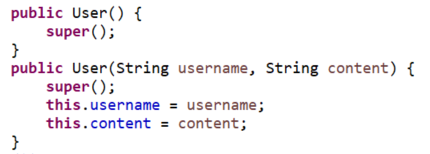 public User() {
    super();
}
public User(String username, String content) {
    super();
    this.username = username;
    this.content = content;
}